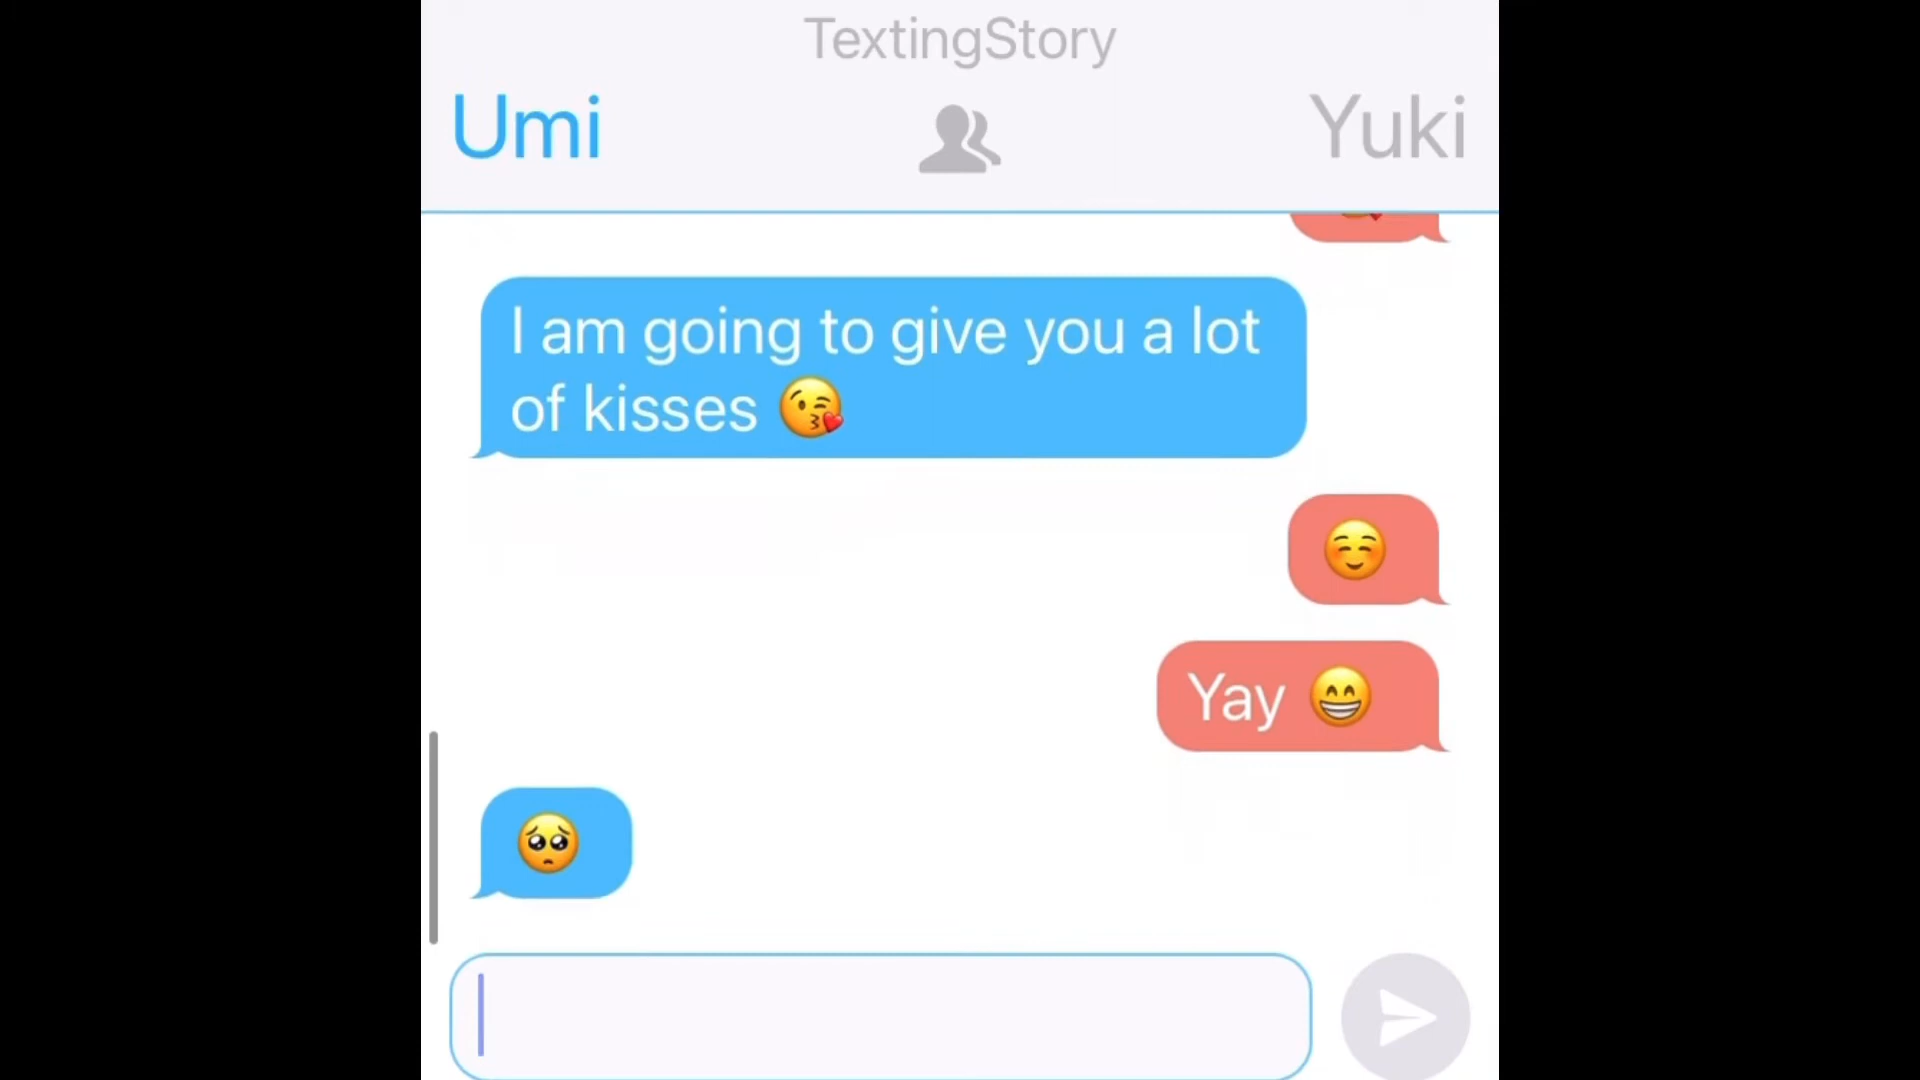 TextingStory
Umi
Yuki
I am going to give you a lot
of kisses 😘
☺️
Yay 😁
🥺